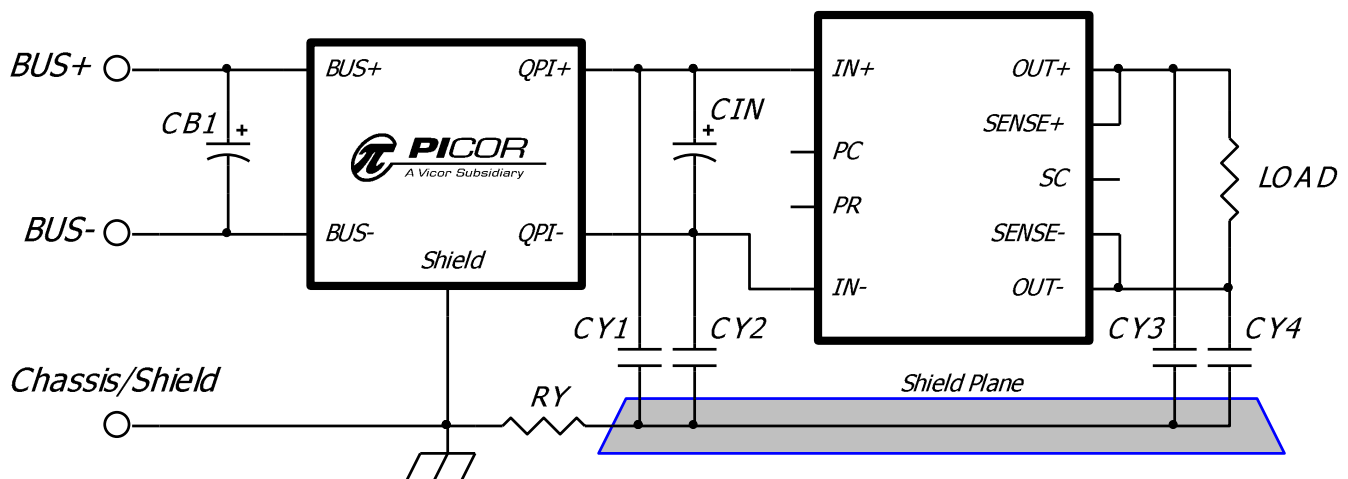 BUS+
CB1
+
BUS-
BUS+
QPI+
PICOR
A Vicor Subsidiary
BUS-
QPI-
Shield
CIN
+
IN+
OUT+
SENSE+
PC
SC
PR
SENSE-
IN-
OUT-
LOAD
CY1
CY2
CY3
CY4
Chassis/Shield
RY
Shield Plane